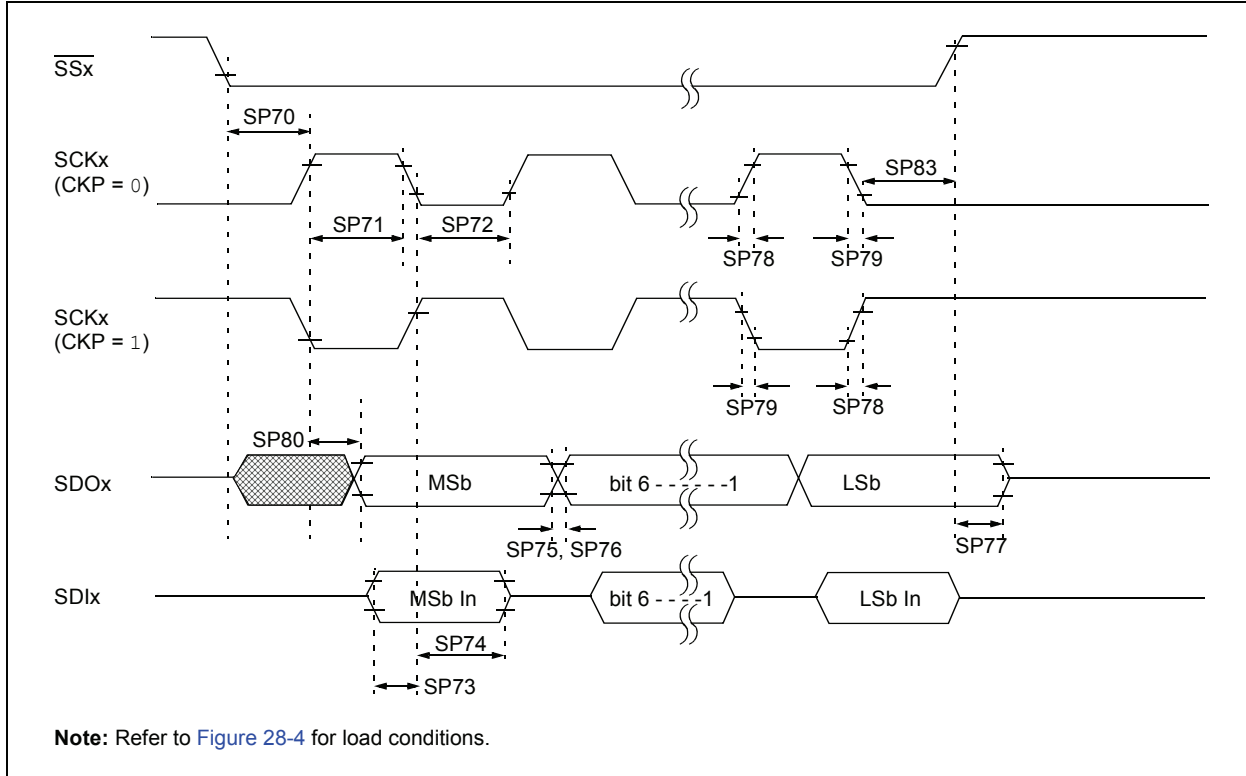 SSx
SP70
SCKx
(CKP = 0)
SP83
SP71
SP72
SP78
SP79
SCKx
(CKP = 1)
SP79
SP78
SP80
SDOx
MSb
bit 6 - - - - - - -1
LSb
SP75, SP76
SP77
SDIx
MSb In
bit 6 - - - - -1
LSb In
SP74
SP73
Note: Refer to Figure 28-4 for load conditions.